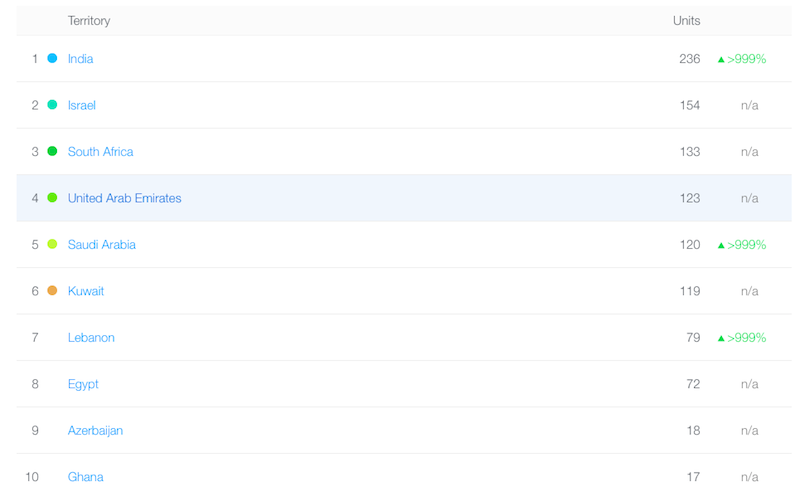 Territory Units
1 India 236 ▲ >999%
2 Israel 154 n/a
3 South Africa 133 n/a
4 United Arab Emirates 123 n/a
5 Saudi Arabia 120 ▲ >999%
6 Kuwait 119 n/a
7 Lebanon 79 ▲ >999%
8 Egypt 72 n/a
9 Azerbaijan 18 n/a
10 Ghana 17 n/a